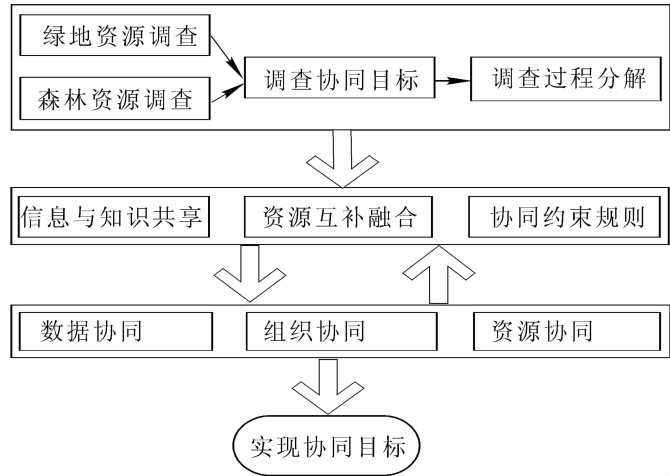 绿地资源调查
森林资源调查
调查协同目标
调查过程分解
信息与知识共享
资源互补融合
协同约束规则
数据协同
组织协同
资源协同
实现协同目标